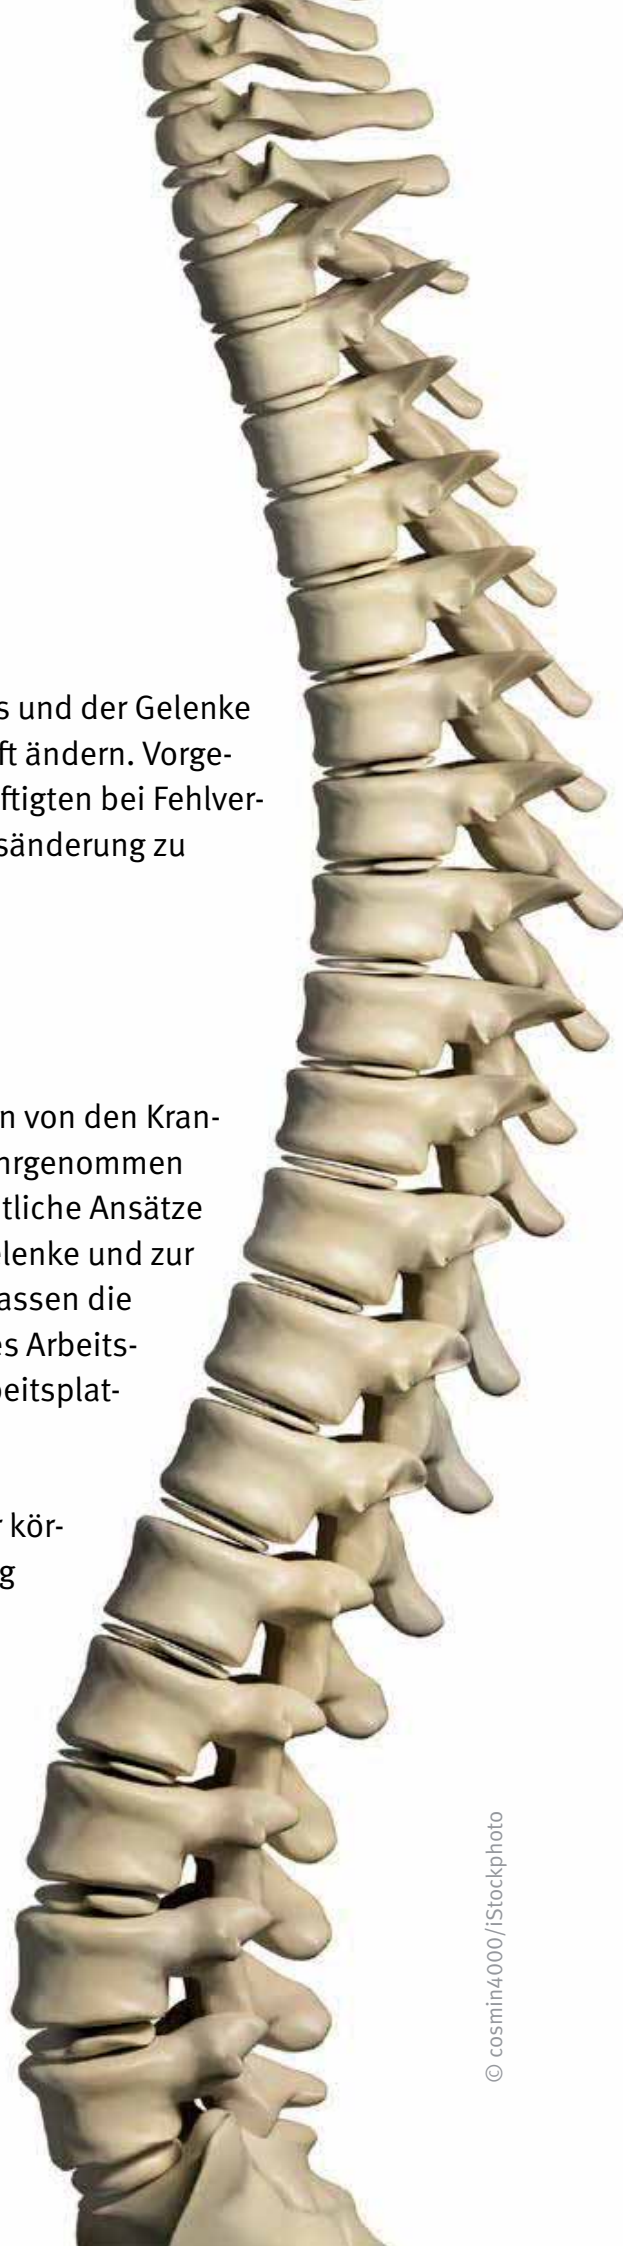 s und der Gelenke
ft ändern. Vorge-
ftigten bei Fehlver-
sänderung zu
n von den Kran-
hrgenommen
tliche Ansätze
elenke und zur
assen die
es Arbeits-
beitsplat-
r kör-
g
© cosmin4000/iStockphoto